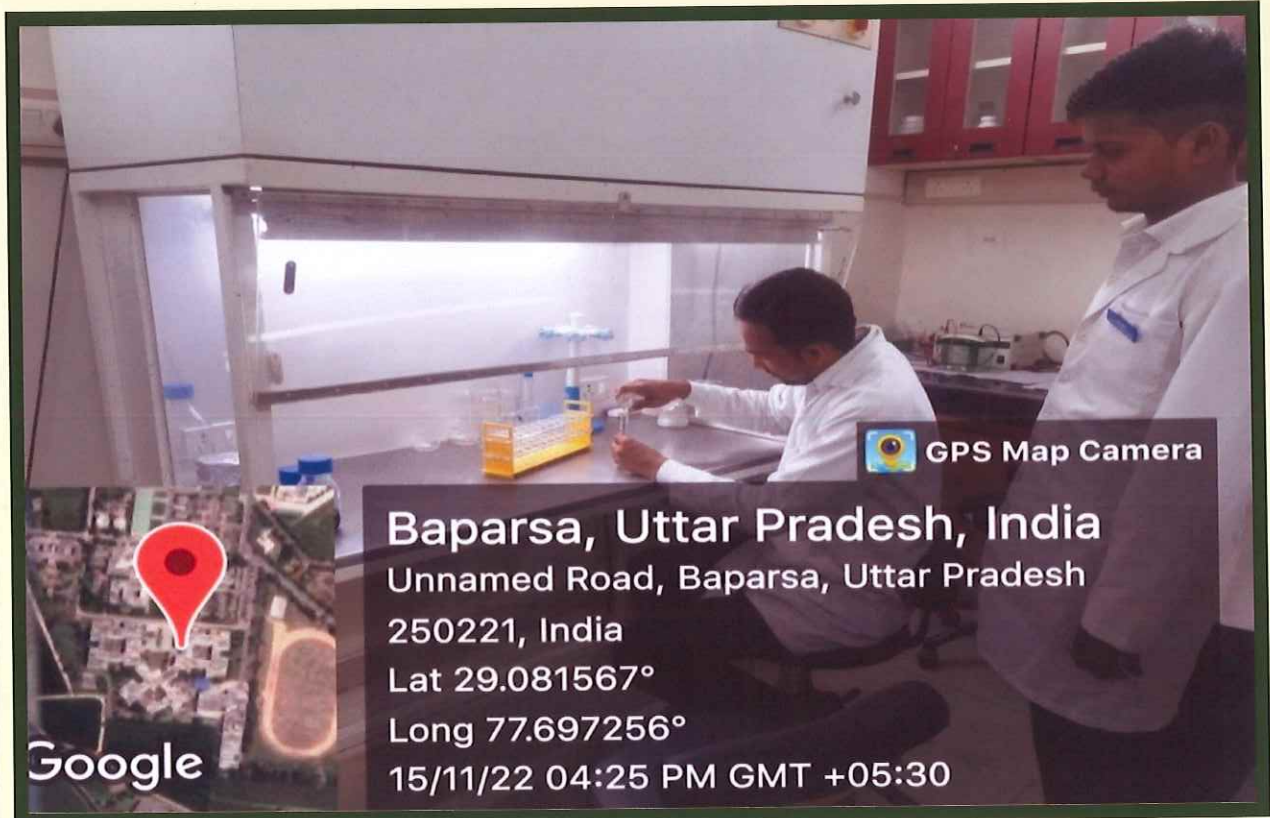 GPS Map Camera
Baparsa, Uttar Pradesh, India
Unnamed Road, Baparsa, Uttar Pradesh
250221, India
Lat 29.081567°
Long 77.697256°
15/11/22 04:25 PM GMT +05:30
Google